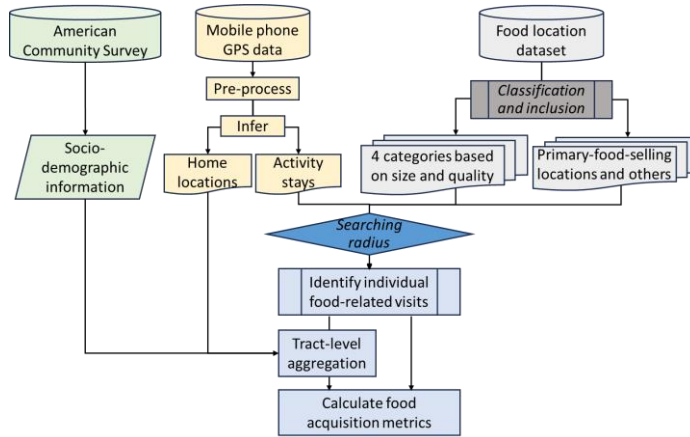 American
Community Survey
Mobile phone
GPS data
Food location
dataset
Pre-process
Classification
and inclusion
Infer
Socio-
demographic
information
Home
locations
Activity
stays
4 categories based
on size and quality
Primary-food-selling
locations and others
Searching
radius
Identify individual
food-related visits
Tract-level
aggregation
Calculate food
acquisition metrics